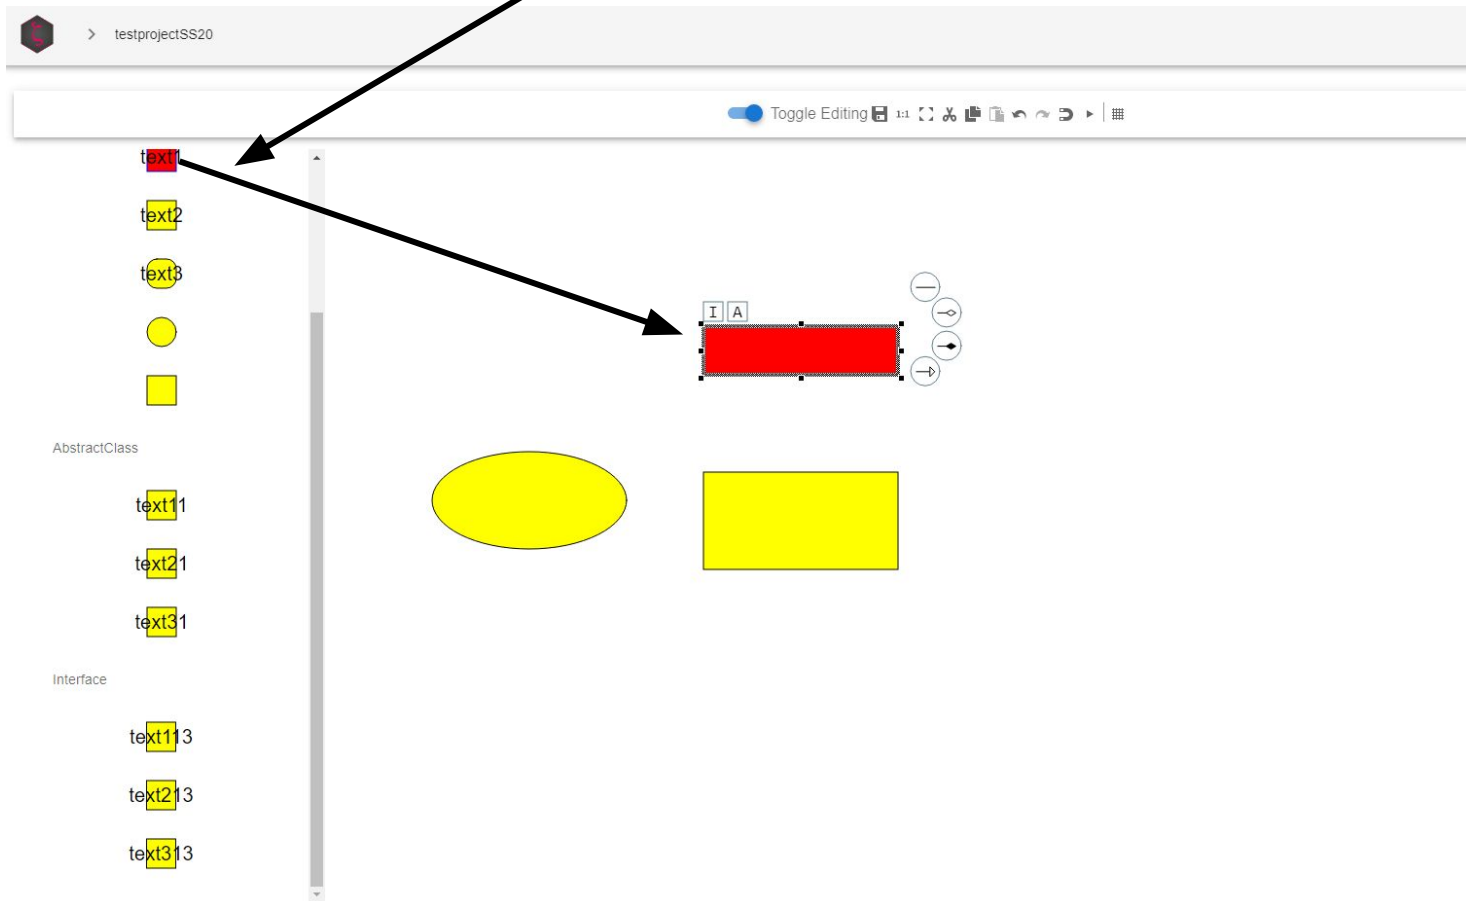 testprojectSS20
Toggle Editing 1:1
text1
text2
text3
I A
AbstractClass
text11
text21
text31
Interface
text113
text213
text313